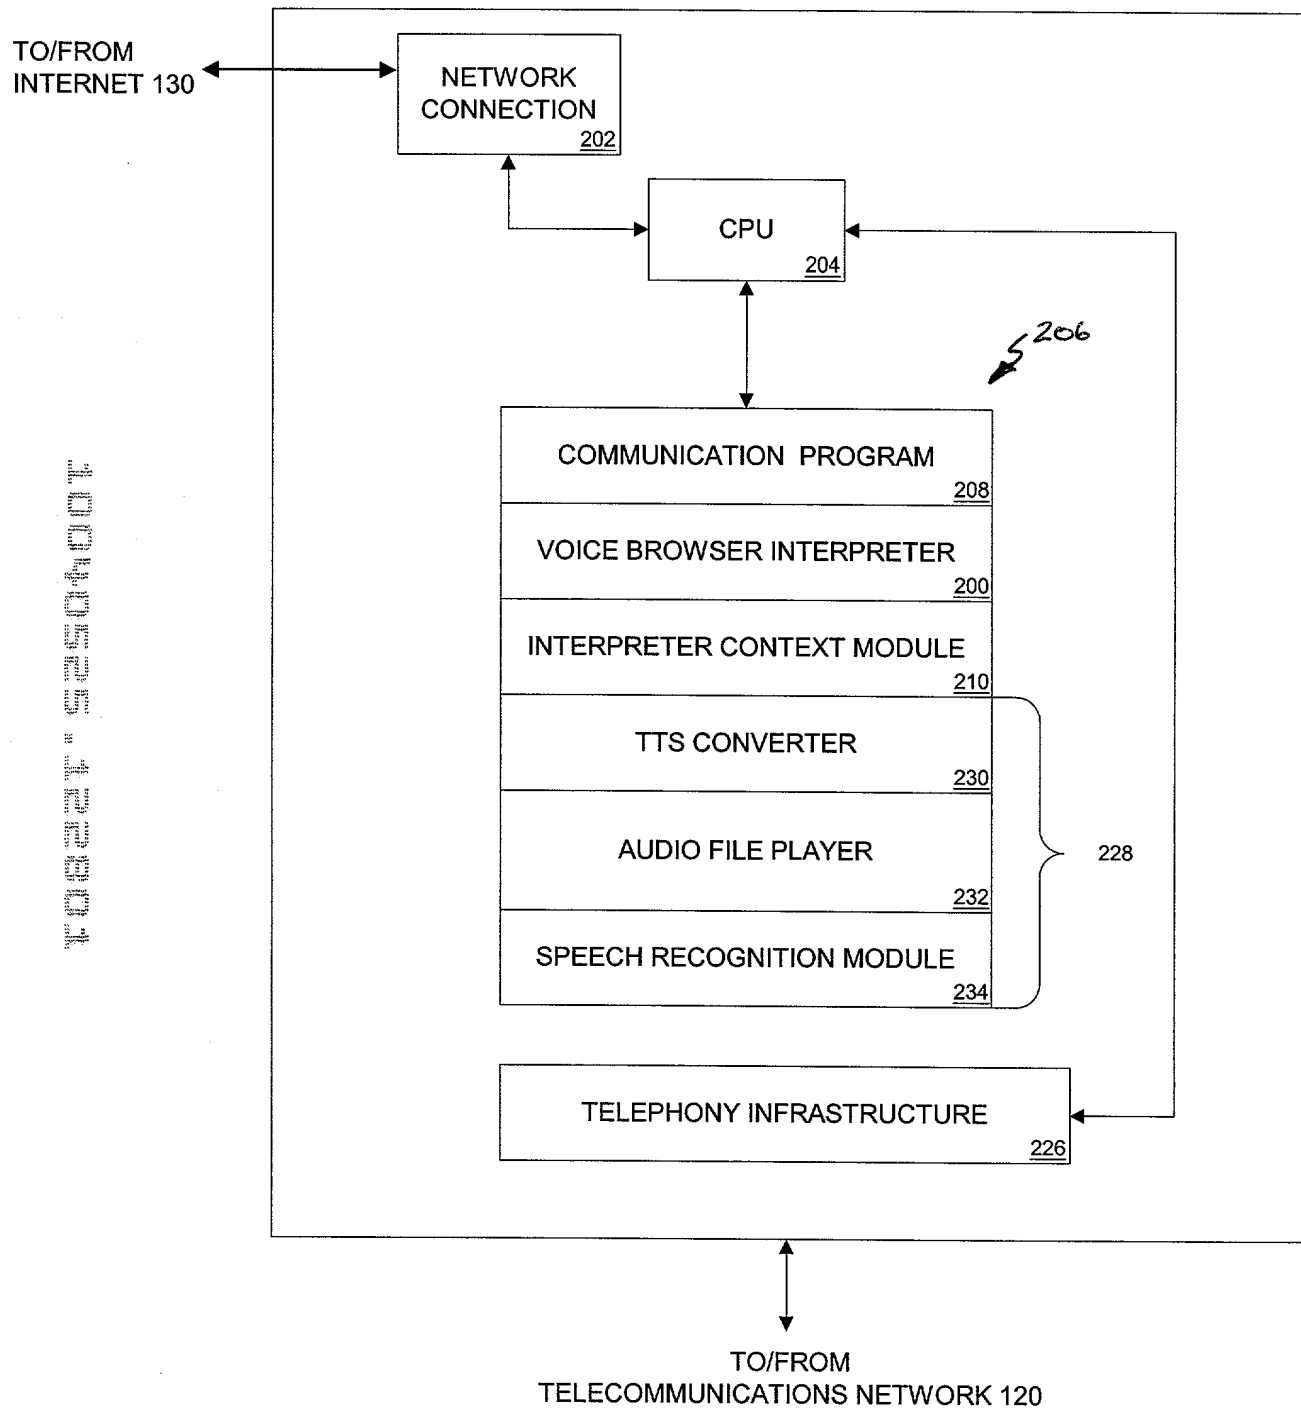 TO/FROM
INTERNET 130
NETWORK
CONNECTION
202
CPU
204
206
COMMUNICATION PROGRAM
208
VOICE BROWSER INTERPRETER
200
INTERPRETER CONTEXT MODULE
210
TTS CONVERTER
230
AUDIO FILE PLAYER
232
228
SPEECH RECOGNITION MODULE
234
TELEPHONY INFRASTRUCTURE
226
TO/FROM
TELECOMMUNICATIONS NETWORK 120
10040525.122801